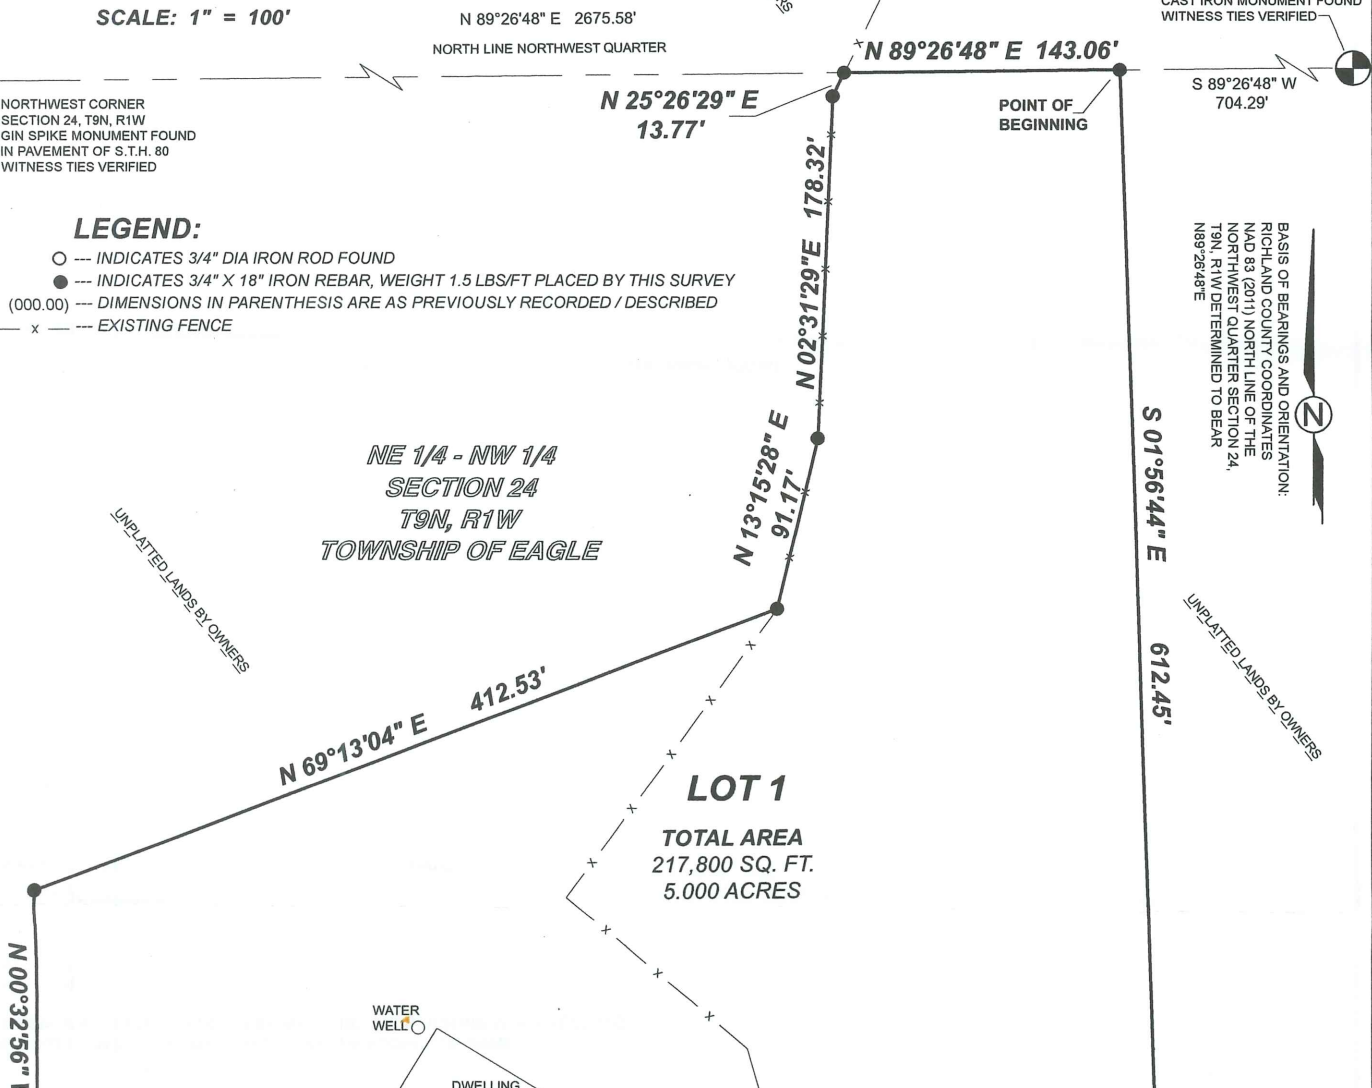 SCALE: 1" = 100'
N 89°26'48" E 2675.58'
NORTH LINE NORTHWEST QUARTER
WITNESS TIES VERIFIED
N 89°26'48" E 143.06'
S 89°26'48" W
704.29'
N 25°26'29" E
13.77'
POINT OF
BEGINNING
NORTHWEST CORNER
SECTION 24, T9N, R1W
GIN SPIKE MONUMENT FOUND
IN PAVEMENT OF S.T.H. 80
WITNESS TIES VERIFIED
LEGEND:
--- INDICATES 3/4" DIA IRON ROD FOUND
--- INDICATES 3/4" X 18" IRON REBAR, WEIGHT 1.5 LBS/FT PLACED BY THIS SURVEY
(000.00) --- DIMENSIONS IN PARENTHESIS ARE AS PREVIOUSLY RECORDED / DESCRIBED
x --- EXISTING FENCE
N 02°31'29"E 178.32'
BASIS OF BEARINGS AND ORIENTATION:
RICHLAND COUNTY COORDINATES
NAD 83 (2011) NORTH LINE OF THE
NORTHWEST QUARTER SECTION 24,
T9N, R1W DETERMINED TO BEAR
N89°26'48"E
N
NE 1/4 - NW 1/4
SECTION 24
T9N, R1W
TOWNSHIP OF EAGLE
N 13°15'28" E
91.17'
S 01°56'44" E 612.45'
UNPLATTED LANDS BY OWNERS
UNPLATTED LANDS BY OWNERS
N 69°13'04" E 412.53'
LOT 1
TOTAL AREA
217,800 SQ. FT.
5.000 ACRES
N 00°32'56"
WATER
WELL
DWELLING